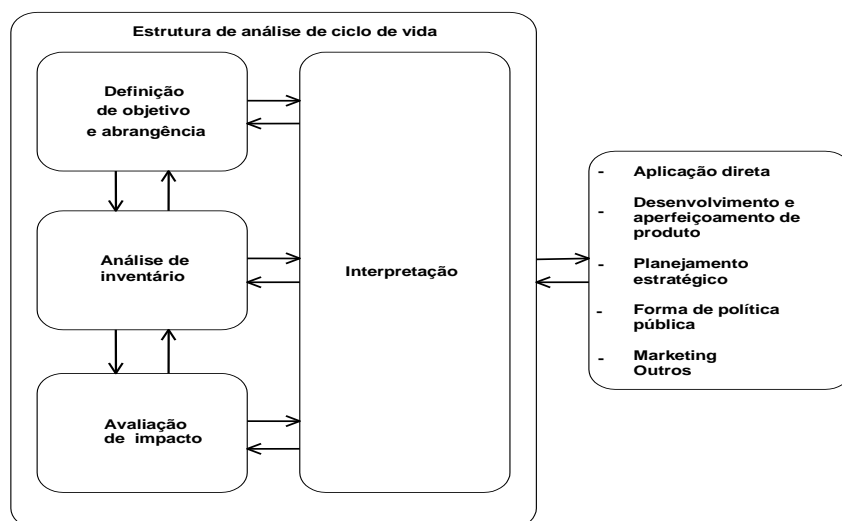 Estrutura de análise de ciclo de vida
Definição
de objetivo
e abrangência
Análise de
inventário
Avaliação
de impacto
Interpretação
- Aplicação direta
- Desenvolvimento e
aperfeiçoamento de
produto
- Planejamento
estratégico
- Forma de política
pública
- Marketing
Outros